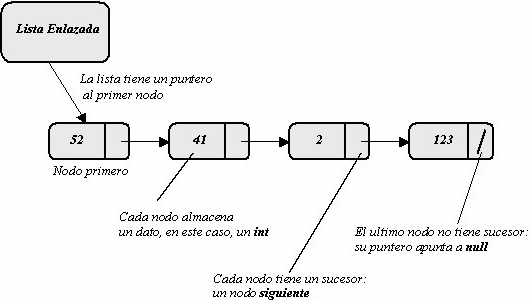 Lista Enlazada
La lista tiene un puntero
al primer nodo
52
41
2
123
Nodo primero
Cada nodo almacena
un dato, en este caso, un int
El ultimo nodo no tiene sucesor:
su puntero apunta a null
Cada nodo tiene un sucesor:
un nodo siguiente